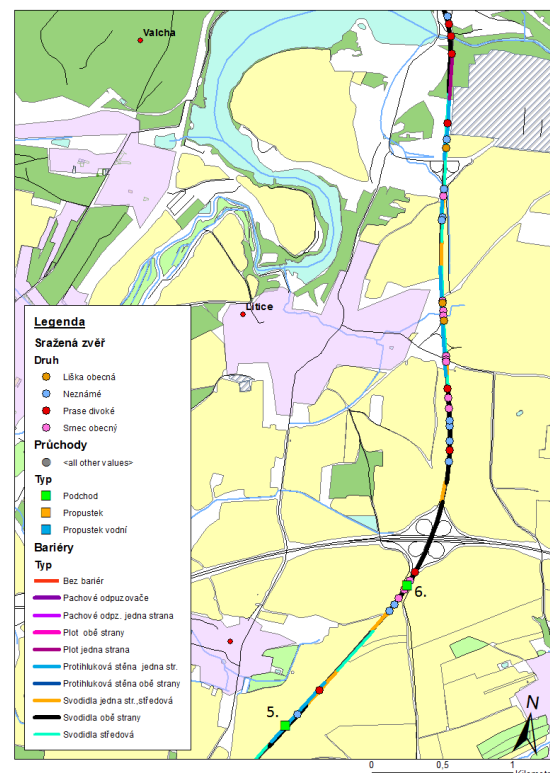 Valcha
Litice
Legenda
Sražená zvěř
Druh
Liška obecná
Neznámé
Prase divoké
Srnec obecný
Průchody
<all other values>
Typ
Podchod
Propustek
Propustek vodní
Bariéry
Typ
Bez bariér
Pachové odpuzovače
Pachové odpz. jedna strana
Plot obě strany
Plot jedna strana
Protihluková stěna jedna str.
Protihluková stěna obě strany
Svodidla jedna str.,středová
Svodidla obě strany
Svodidla středová
6.
5.
N
0 0,5 1